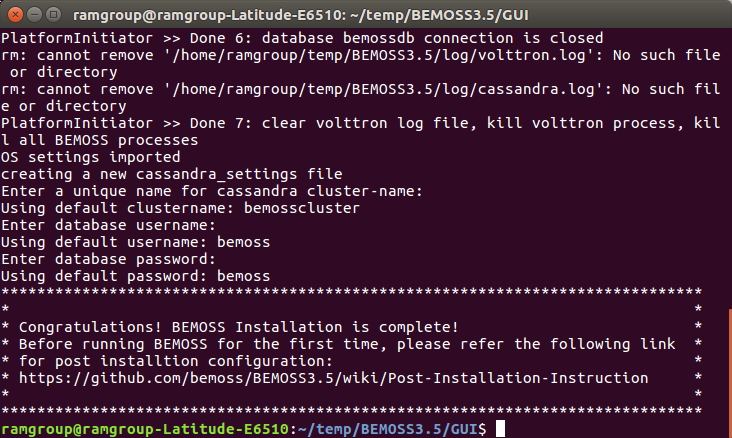 ramgroup@ramgroup-Latitude-E6510: ~/temp/BEMOSS3.5/GUI
PlatformInitiator >> Done 6: database bemossdb connection is closed
rm: cannot remove '/home/ramgroup/temp/BEMOSS3.5/log/volttron.log': No such file
 or directory
rm: cannot remove '/home/ramgroup/temp/BEMOSS3.5/log/cassandra.log': No such fil
e or directory
PlatformInitiator >> Done 7: clear volttron log file, kill volttron process, kil
l all BEMOSS processes
OS settings imported
creating a new cassandra_settings file
Enter a unique name for cassandra cluster-name:
Using default clustername: bemosscluster
Enter database username:
Using default username: bemoss
Enter database password:
Using default password: bemoss
******************************************************************************
*                                                                            *
* Congratulations! BEMOSS Installation is complete!                          *
* Before running BEMOSS for the first time, please refer the following link  *
* for post installtion configuration:                                        *
* https://github.com/bemoss/BEMOSS3.5/wiki/Post-Installation-Instruction     *
*                                                                            *
******************************************************************************
ramgroup@ramgroup-Latitude-E6510:~/temp/BEMOSS3.5/GUI$